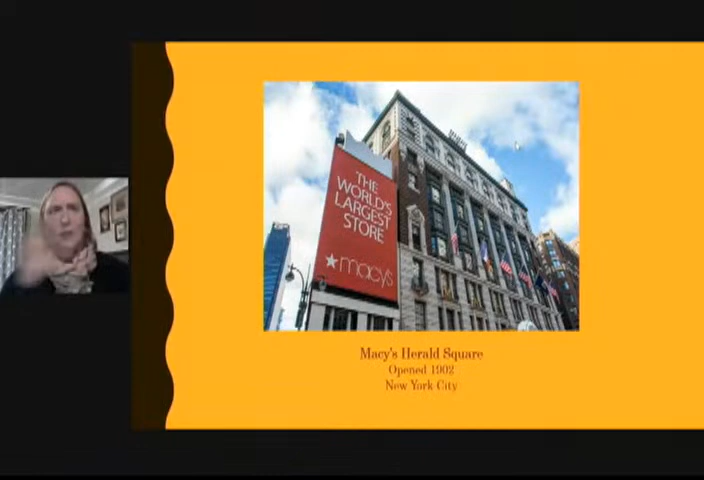 THE
WORLD'S
LARGEST
STORE
★macy's
Macy's Herald Square
Opened 1902
New York City